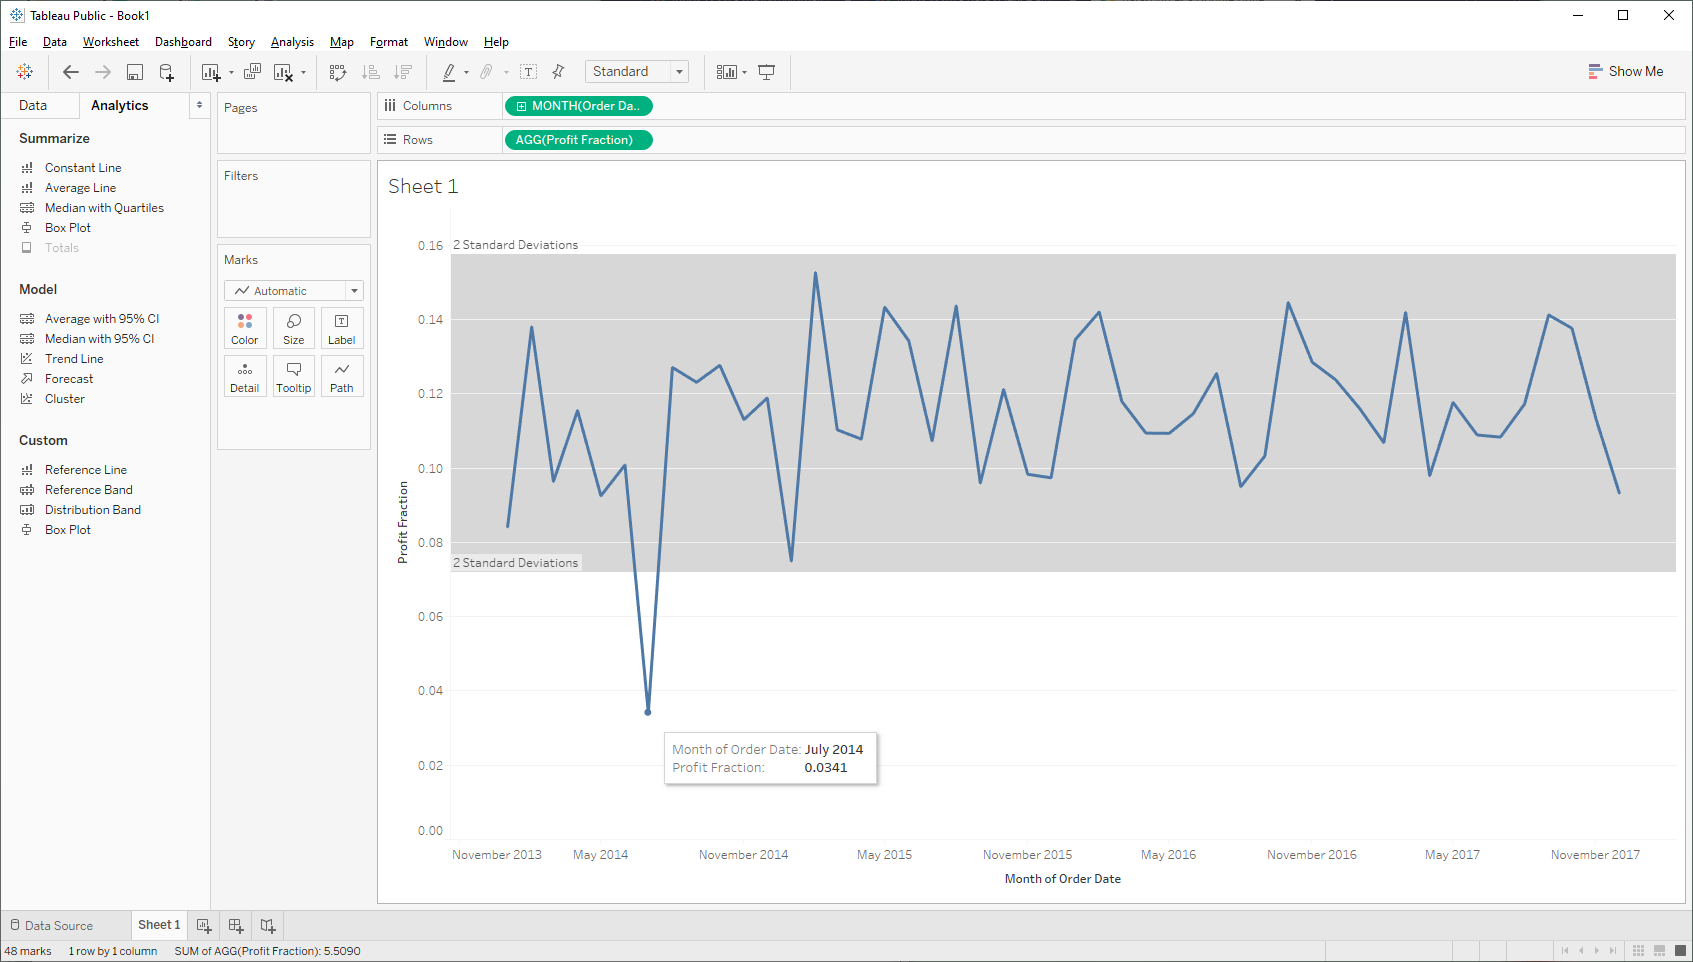 Tableau Public - Book1
File Data Worksheet Dashboard Story Analysis Map Format Window Help
Standard
Show Me
Data Analytics
Summarize
Constant Line
Average Line
Median with Quartiles
Box Plot
Totals
Model
Average with 95% CI
Median with 95% CI
Trend Line
Forecast
Cluster
Custom
Reference Line
Reference Band
Distribution Band
Box Plot
Pages
Filters
Marks
Automatic
Color Size Label
Detail Tooltip Path
Columns MONTH(Order Da..
Rows AGG(Profit Fraction)
Sheet 1
0.16
0.14
0.12
0.10
0.08
0.06
0.04
0.02
0.00
Profit Fraction
2 Standard Deviations
2 Standard Deviations
Month of Order Date: July 2014
Profit Fraction: 0.0341
November 2013 May 2014 November 2014 May 2015 November 2015 May 2016 November 2016 May 2017 November 2017
Month of Order Date
Data Source Sheet 1
48 marks 1 row by 1 column SUM of AGG(Profit Fraction): 5.5090